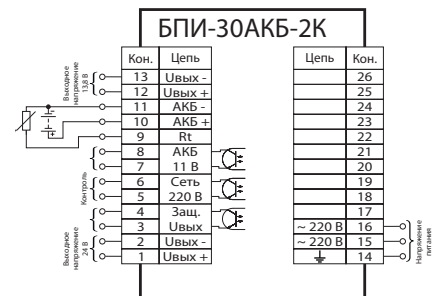 БПИ-30АКБ-2К
Кон. Цепь
13 Uвых -
12 Uвых +
11 АКБ -
10 АКБ +
9 Rt
8 АКБ
7 11 В
6 Сеть
5 220 В
4 Защ.
3 Uвых
2 Uвых -
1 Uвых +
Выходное
напряжение
13,8 В
Контроль
Выходное
Напряжение
24 В
Цепь Кон.
26
25
24
23
22
21
20
19
18
17
~ 220 В 16
~ 220 В 15
14
Напряжение
питания